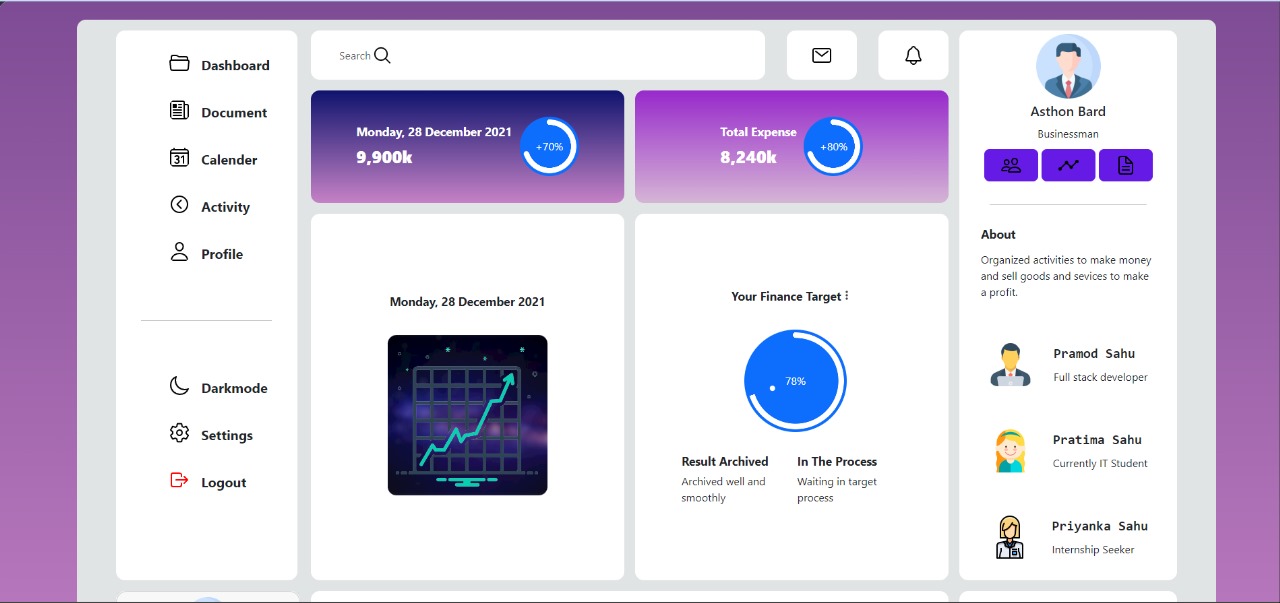 Dashboard
Document
31
Calender
Activity
Profile
Darkmode
Settings
Logout
Search
Monday, 28 December 2021
9,900k
+70%
Total Expense
8,240k
+80%
Monday, 28 December 2021
Your Finance Target
78%
Result Archived
Archived well and
smoothly
In The Process
Waiting in target
process
Asthon Bard
Businessman
About
Organized activities to make money
and sell goods and sevices to make
a profit.
Pramod Sahu
Full stack developer
Pratima Sahu
Currently IT Student
Priyanka Sahu
Internship Seeker